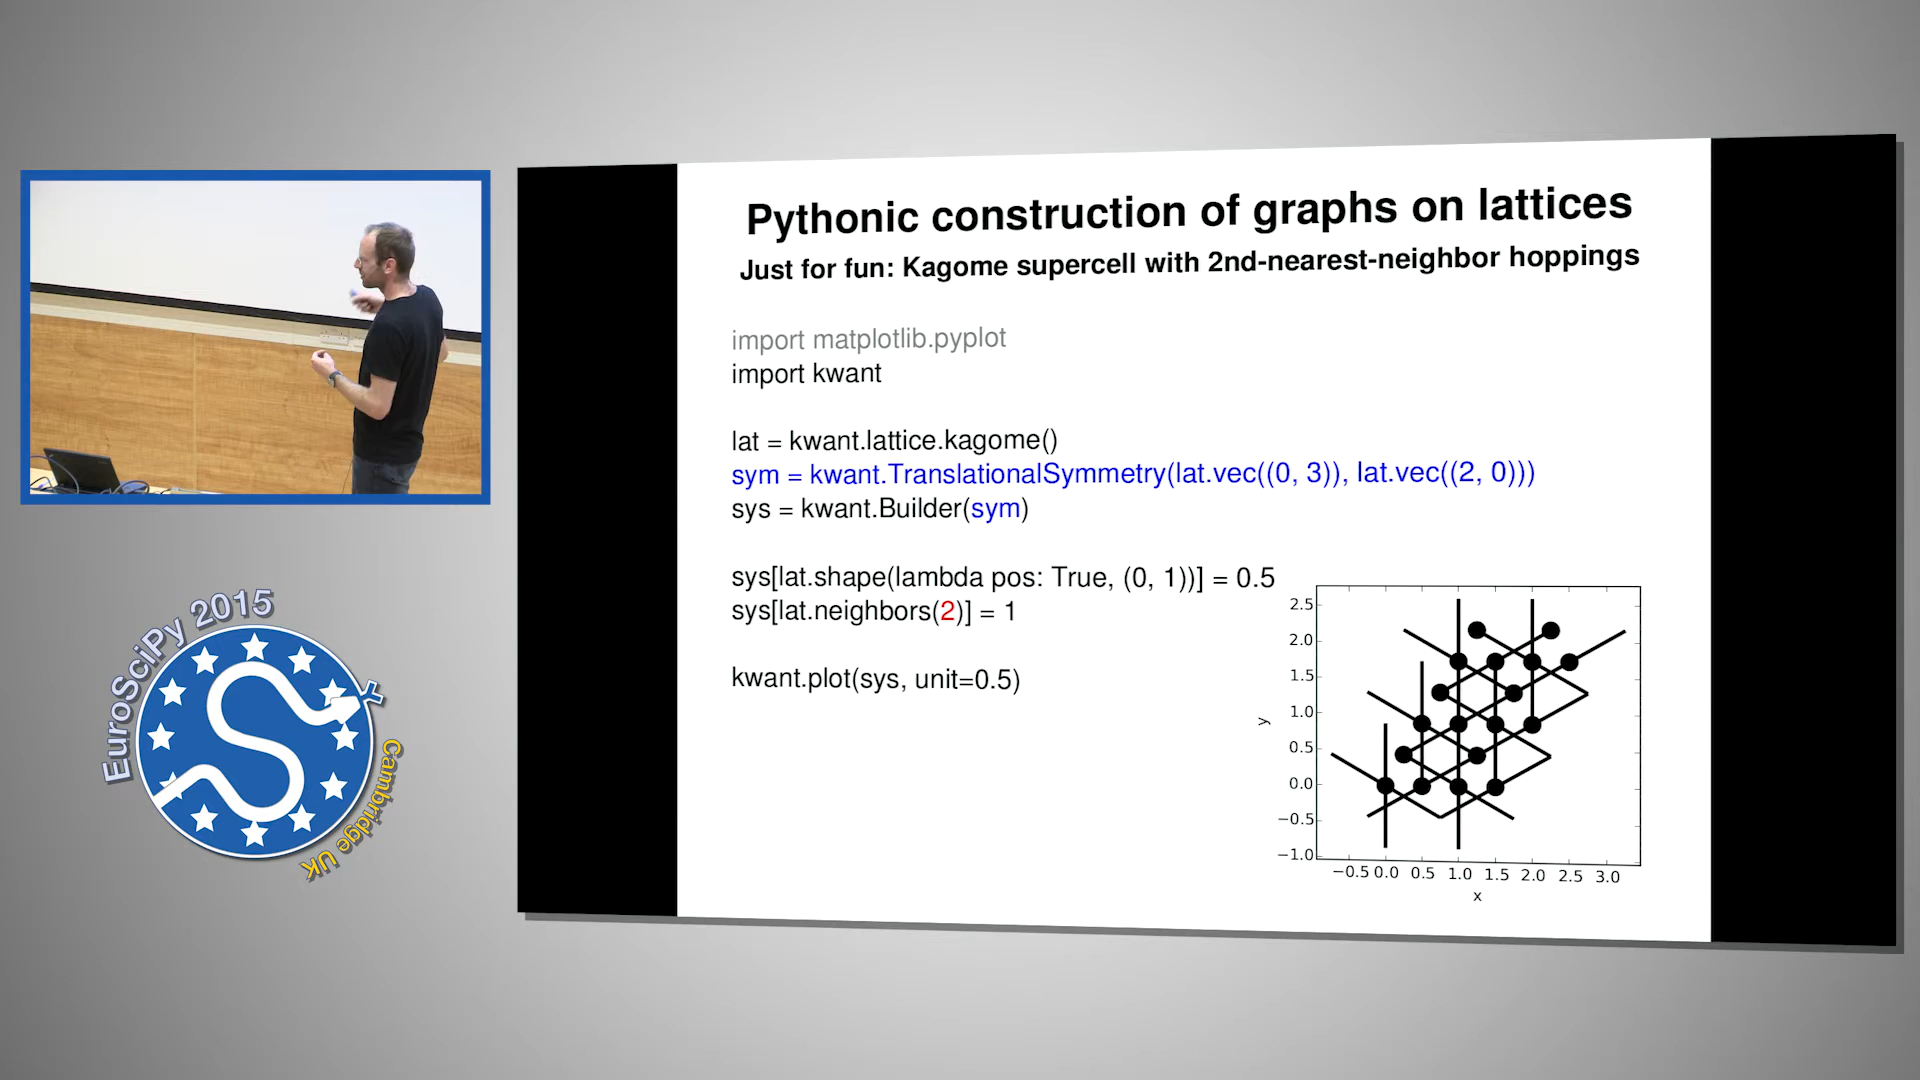 Pythonic construction of graphs on lattices
Just for fun: Kagome supercell with 2nd-nearest-neighbor hoppings
import matplotlib.pyplot
import kwant
lat = kwant.lattice.kagome()
sym = kwant.TranslationalSymmetry(lat.vec((0, 3)), lat.vec((2, 0)))
sys = kwant.Builder(sym)
sys[lat.shape(lambda pos: True, (0, 1))] = 0.5
sys[lat.neighbors(2)] = 1
kwant.plot(sys, unit=0.5)
2.5
2.0
1.5
1.0
0.5
0.0
−0.5
−1.0
y
−0.5 0.0 0.5 1.0 1.5 2.0 2.5 3.0
x
EuroSciPy 2015
Cambridge UK